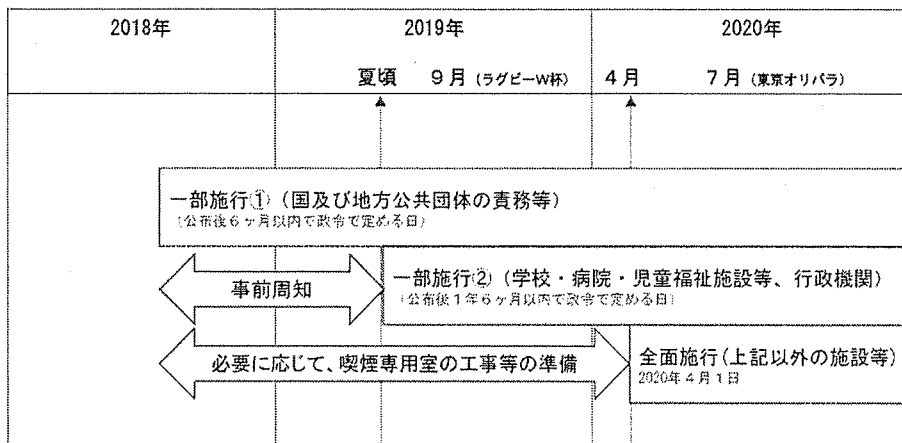 2018年
2019年
2020年
夏頃 9月(ラグビーW杯)
4月 7月(東京オリパラ)
一部施行①(国及び地方公共団体の責務等)
(公布後6ヶ月以内で政令で定める日)
事前周知
一部施行②(学校・病院・児童福祉施設等、行政機関)
(公布後1年6ヶ月以内で政令で定める日)
必要に応じて、喫煙専用室の工事等の準備
全面施行(上記以外の施設等)
2020年4月1日